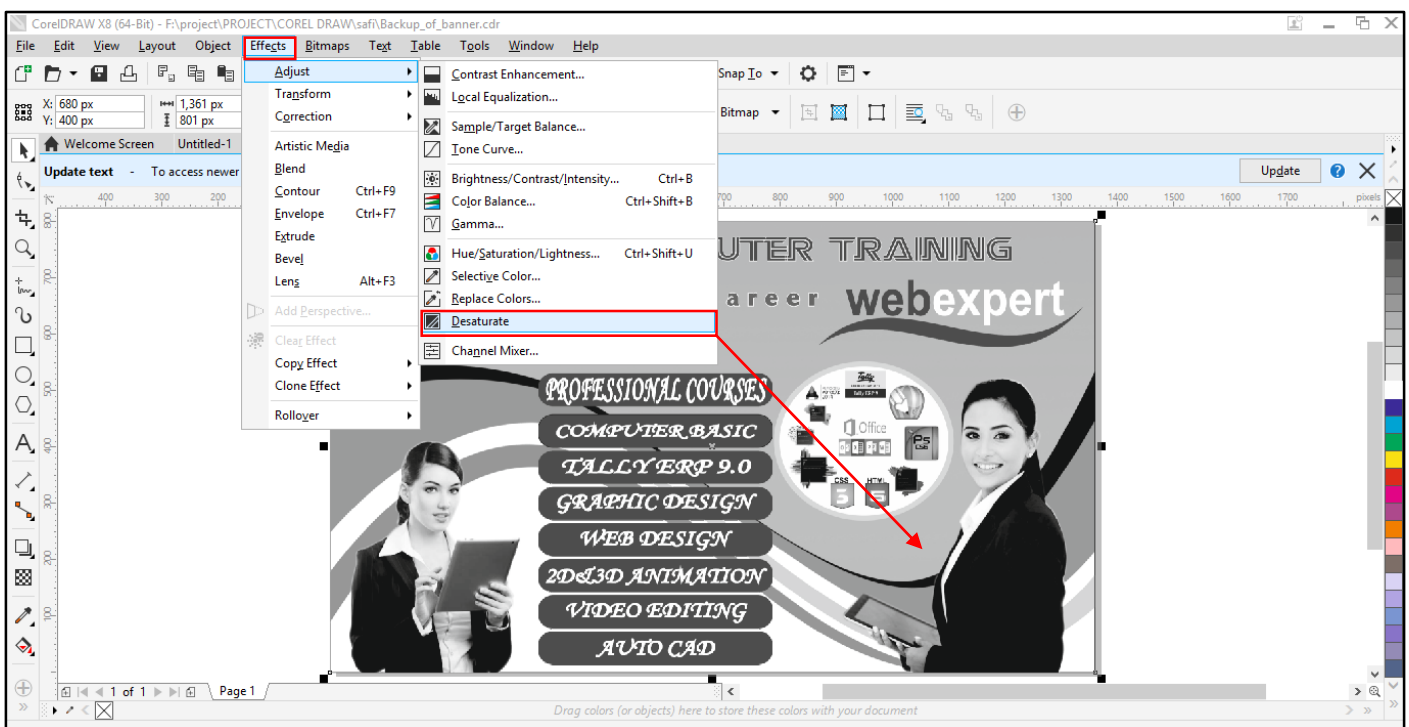 CorelDRAW X8 (64-Bit) - F:\project\PROJECT\COREL DRAW\safi\Backup_of_banner.cdr
File Edit View Layout Object Effects Bitmaps Text Table Tools Window Help
Snap To
X: 680 px 1,361 px
Y: 400 px 801 px
Bitmap
Welcome Screen Untitled-1
Update text - To access newer
Update
400 300 200 700 800 900 1000 1100 1200 1300 1400 1500 1600 1700 pixels
Adjust
Transform
Correction
Artistic Media
Blend
Contour Ctrl+F9
Envelope Ctrl+F7
Extrude
Bevel
Lens Alt+F3
Add Perspective...
Clear Effect
Copy Effect
Clone Effect
Rollover
Contrast Enhancement...
Local Equalization...
Sample/Target Balance...
Tone Curve...
Brightness/Contrast/Intensity... Ctrl+B
Color Balance... Ctrl+Shift+B
Gamma...
Hue/Saturation/Lightness... Ctrl+Shift+U
Selective Color...
Replace Colors...
Desaturate
Channel Mixer...
UTER TRAINING
areer webexpert
PROFESSIONAL COURSES
COMPUTER BASIC
TALLY ERP 9.0
GRAPHIC DESIGN
WEB DESIGN
2D&3D ANIMATION
VIDEO EDITING
AUTO CAD
Office
Ps
CS6
CSS HTML
3 5
1 of 1 Page 1
Drag colors (or objects) here to store these colors with your document